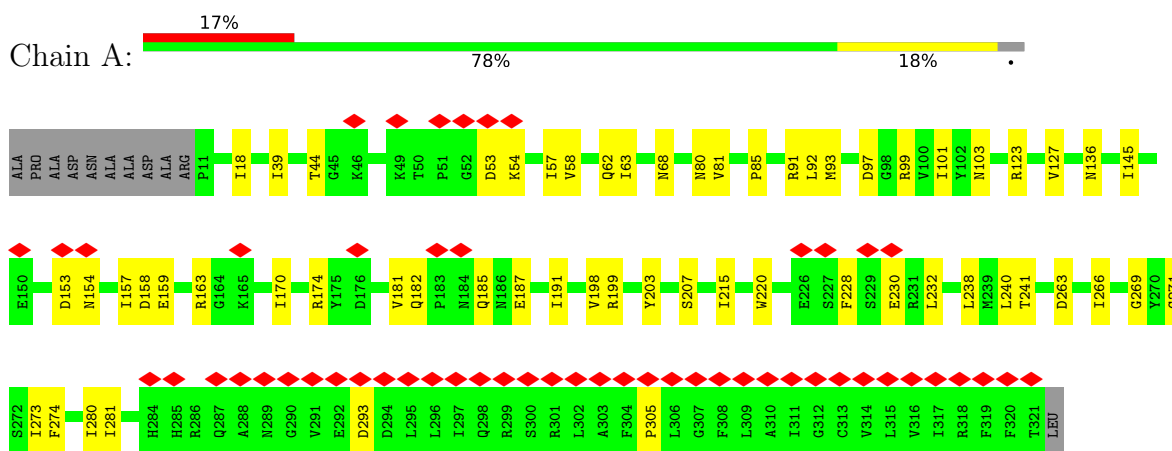 17%
Chain A:
78% 18% •
ALA PRO ALA ASP ASN ALA ALA ASP ALA ARG P11 I18 I39 T44 G45 K46 K49 T50 P51 G52 D53 K54 I57 V58 Q62 I63 N68 N80 V81 P85 R91 L92 M93 D97 G98 R99 V100 I101 Y102 N103 R123 V127 N136 I145
E150 D153 N154 I157 D158 E159 R163 G164 K165 I170 R174 Y175 D176 V181 Q182 P183 N184 Q185 N186 E187 I191 V198 R199 Y203 S207 I215 W220 E226 S227 F228 S229 E230 R231 L232 L238 M239 L240 T241 D263 I266 G269 Y270
S272 I273 F274 I280 I281 H284 H285 R286 Q287 A288 N289 G290 V291 E292 D293 D294 L295 L296 I297 Q298 R299 S300 R301 L302 A303 F304 P305 L306 G307 F308 L309 A310 I311 G312 C313 V314 L315 V316 I317 R318 F319 F320 T321 LEU